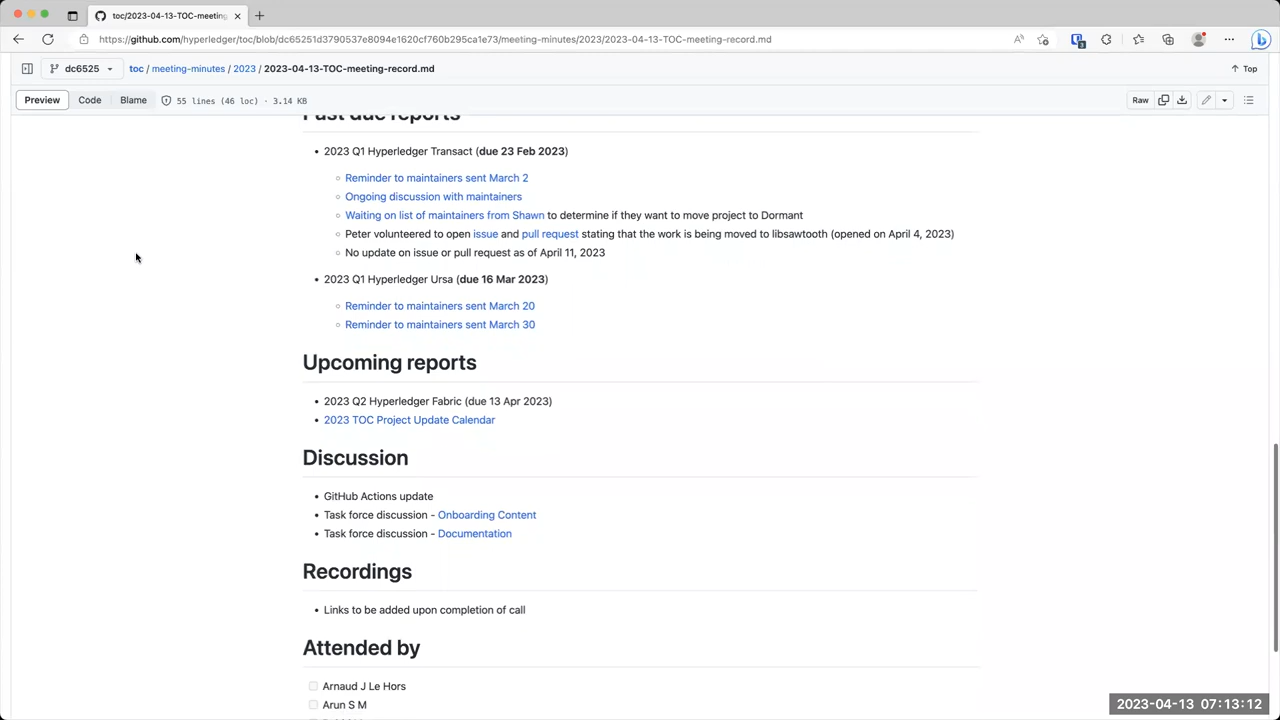 toc/2023-04-13-TOC-meeting
https://github.com/hyperledger/toc/blob/dc65251d3790537e8094e1620cf760b295ca1e73/meeting-minutes/2023/2023-04-13-TOC-meeting-record.md
dc6525
toc / meeting-minutes / 2023 / 2023-04-13-TOC-meeting-record.md
Top
Preview Code Blame 55 lines (46 loc) · 3.14 KB
Raw
Past due reports
2023 Q1 Hyperledger Transact (due 23 Feb 2023)
Reminder to maintainers sent March 2
Ongoing discussion with maintainers
Waiting on list of maintainers from Shawn to determine if they want to move project to Dormant
Peter volunteered to open issue and pull request stating that the work is being moved to libsawtooth (opened on April 4, 2023)
No update on issue or pull request as of April 11, 2023
2023 Q1 Hyperledger Ursa (due 16 Mar 2023)
Reminder to maintainers sent March 20
Reminder to maintainers sent March 30
Upcoming reports
2023 Q2 Hyperledger Fabric (due 13 Apr 2023)
2023 TOC Project Update Calendar
Discussion
GitHub Actions update
Task force discussion - Onboarding Content
Task force discussion - Documentation
Recordings
Links to be added upon completion of call
Attended by
Arnaud J Le Hors
Arun S M
2023-04-13 07:13:12